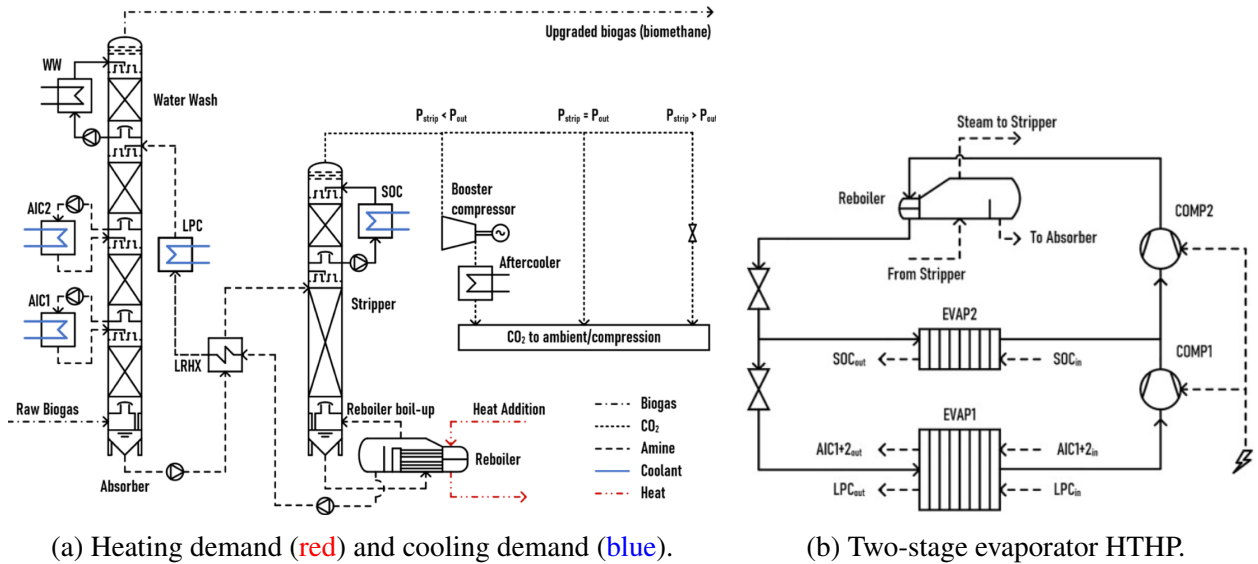 Upgraded biogas (biomethane)
WW
Water Wash
P_strip < P_out
P_strip = P_out
P_strip > P_out
AIC2
LPC
SOC
Booster
compressor
Aftercooler
AIC1
Stripper
LRHX
CO₂ to ambient/compression
Raw Biogas
Reboiler boil-up
Heat Addition
Absorber
Reboiler
Biogas
CO₂
Amine
Coolant
Heat
(a) Heating demand (red) and cooling demand (blue).
Steam to Stripper
Reboiler
COMP2
To Absorber
From Stripper
EVAP2
SOC_out
SOC_in
COMP1
EVAP1
AIC1+2_out
AIC1+2_in
LPC_out
LPC_in
(b) Two-stage evaporator HTHP.